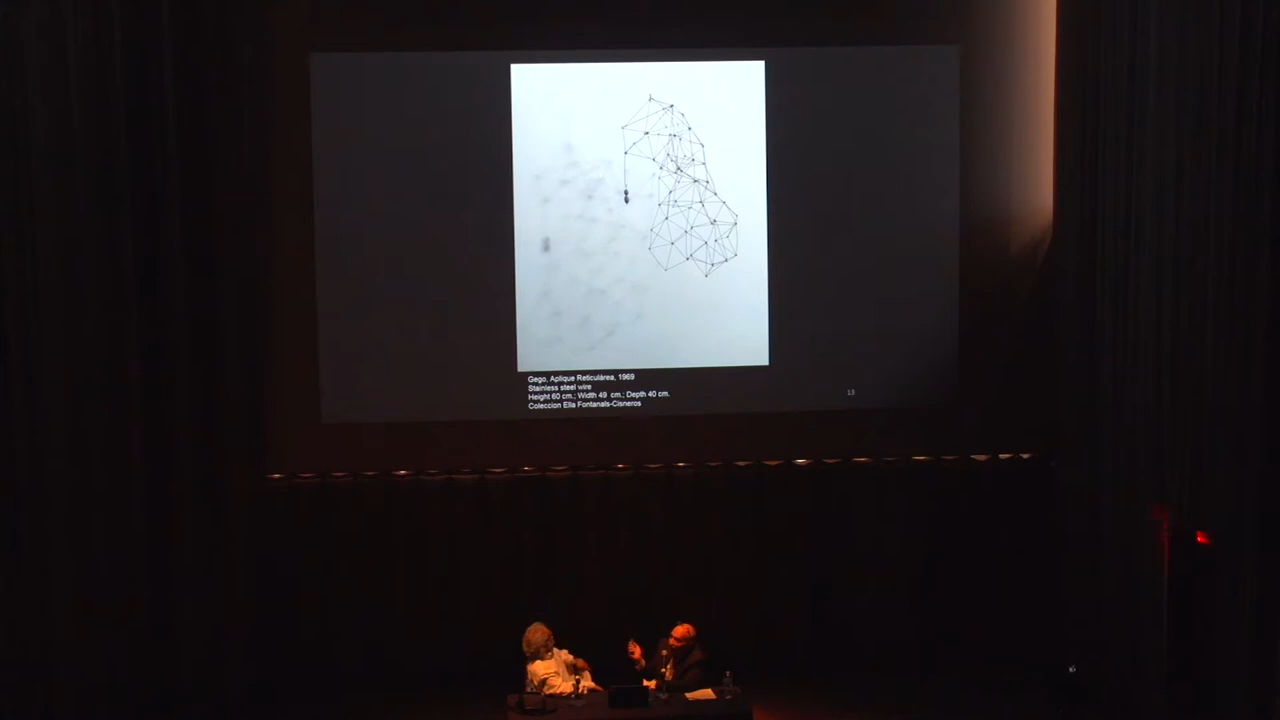 Gego, Aplique Reticulárea, 1969
Stainless steel wire
Height 60 cm.; Width 49 cm.; Depth 40 cm.
Coleccion Ella Fontanals-Cisneros
13